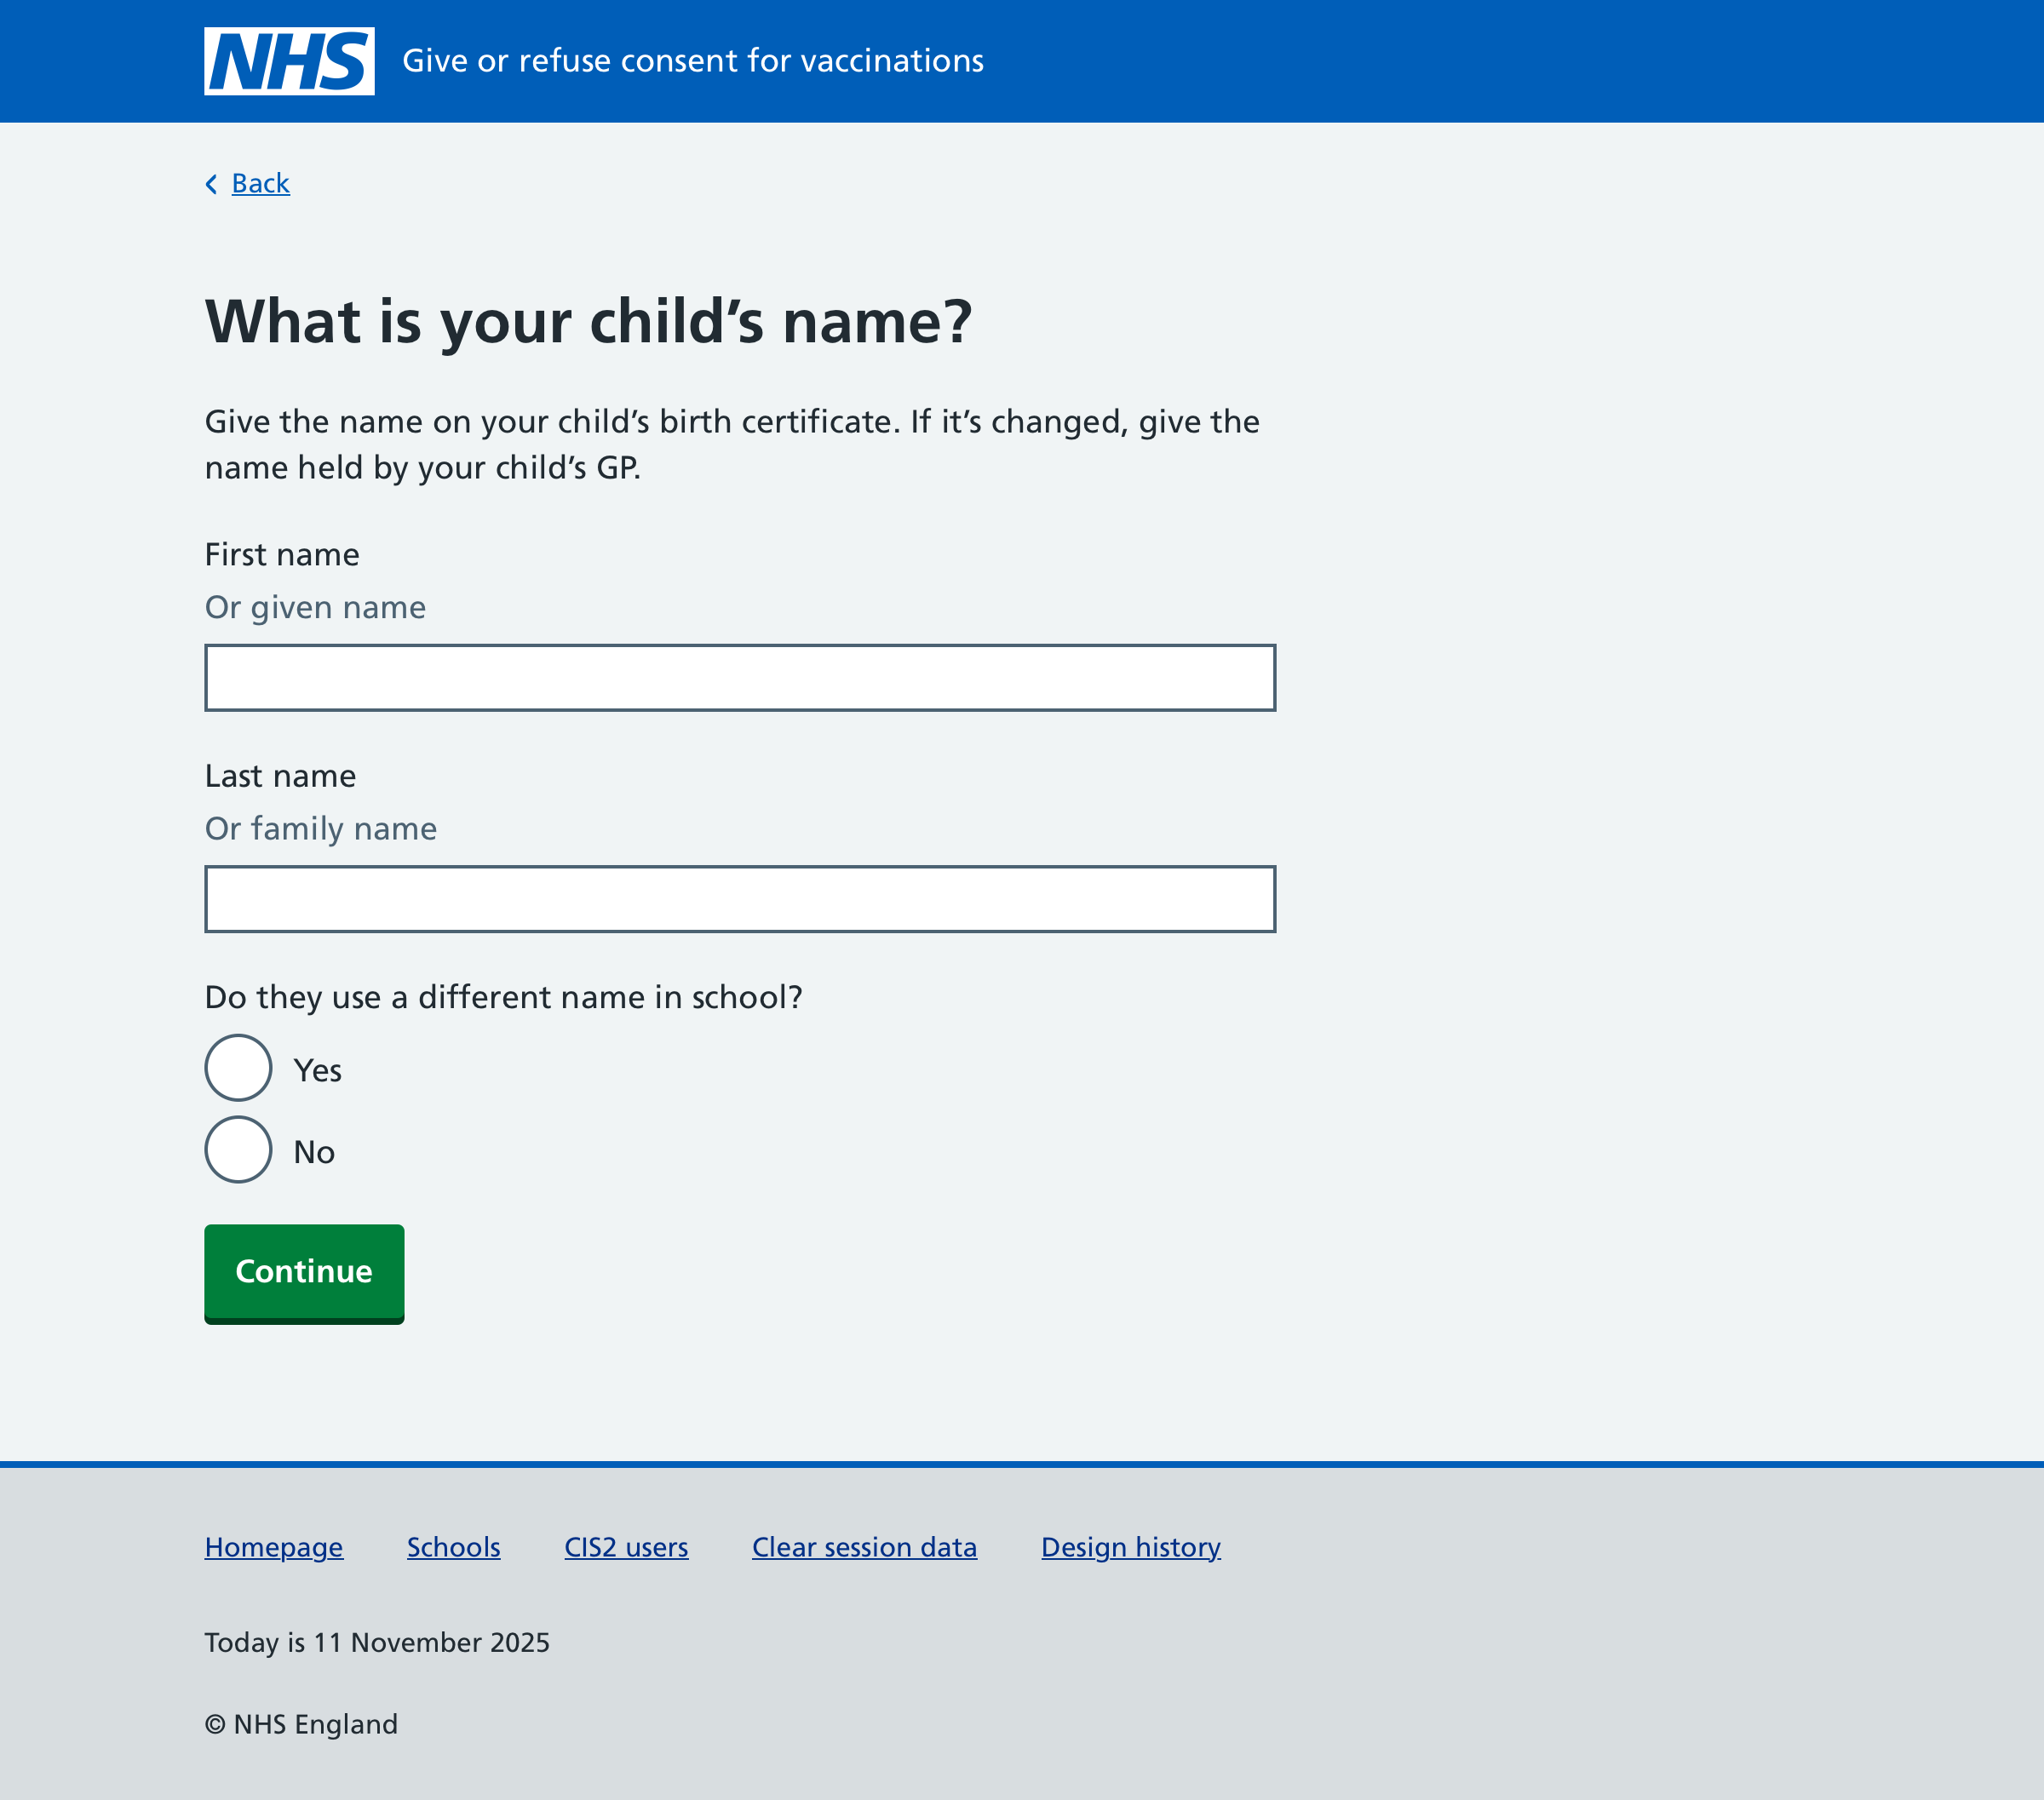 NHS Give or refuse consent for vaccinations
Back
What is your child’s name?
Give the name on your child’s birth certificate. If it’s changed, give the
name held by your child’s GP.
First name
Or given name
Last name
Or family name
Do they use a different name in school?
Yes
No
Continue
Homepage Schools CIS2 users Clear session data Design history
Today is 11 November 2025
© NHS England